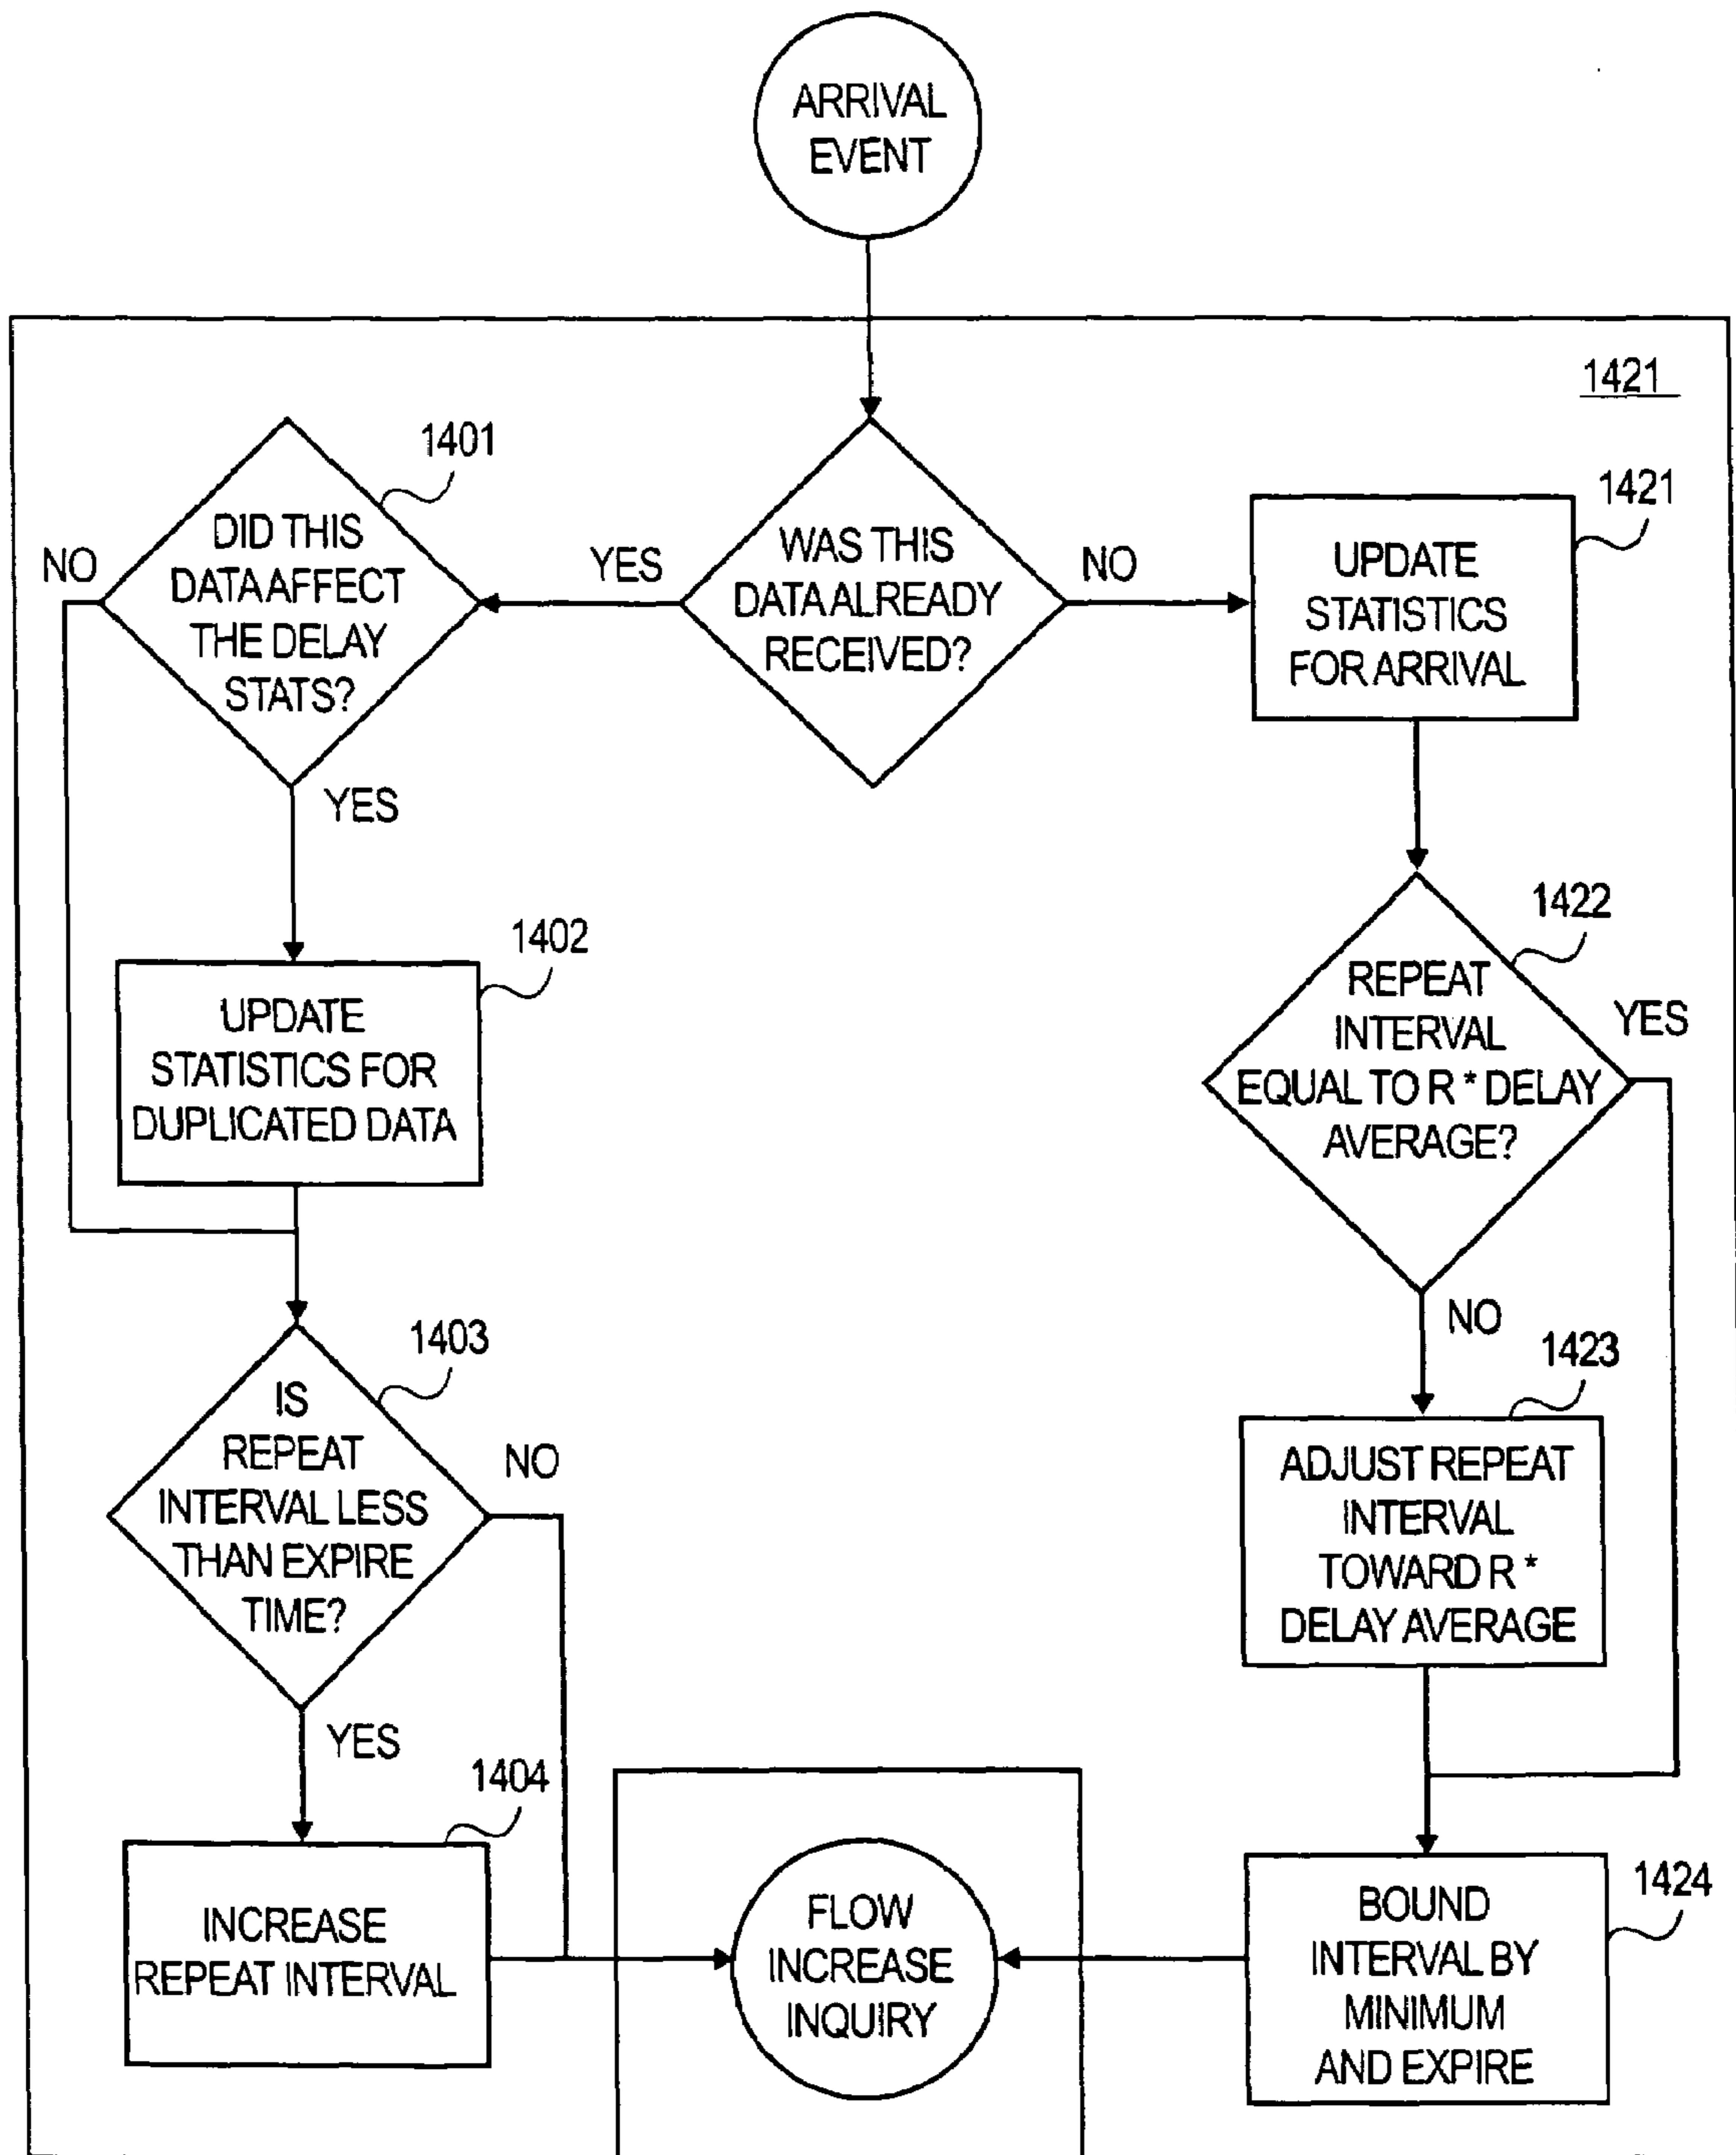 ARRIVAL
EVENT
1421
1401
DID THIS
DATA AFFECT
THE DELAY
STATS?
NO
YES
YES
WAS THIS
DATA ALREADY
RECEIVED?
NO
1421
UPDATE
STATISTICS
FOR ARRIVAL
1402
UPDATE
STATISTICS FOR
DUPLICATED DATA
1422
REPEAT
INTERVAL
EQUAL TO R * DELAY
AVERAGE?
YES
NO
1403
IS
REPEAT
INTERVAL LESS
THAN EXPIRE
TIME?
NO
YES
1423
ADJUST REPEAT
INTERVAL
TOWARD R *
DELAY AVERAGE
1404
INCREASE
REPEAT INTERVAL
FLOW
INCREASE
INQUIRY
1424
BOUND
INTERVAL BY
MINIMUM
AND EXPIRE